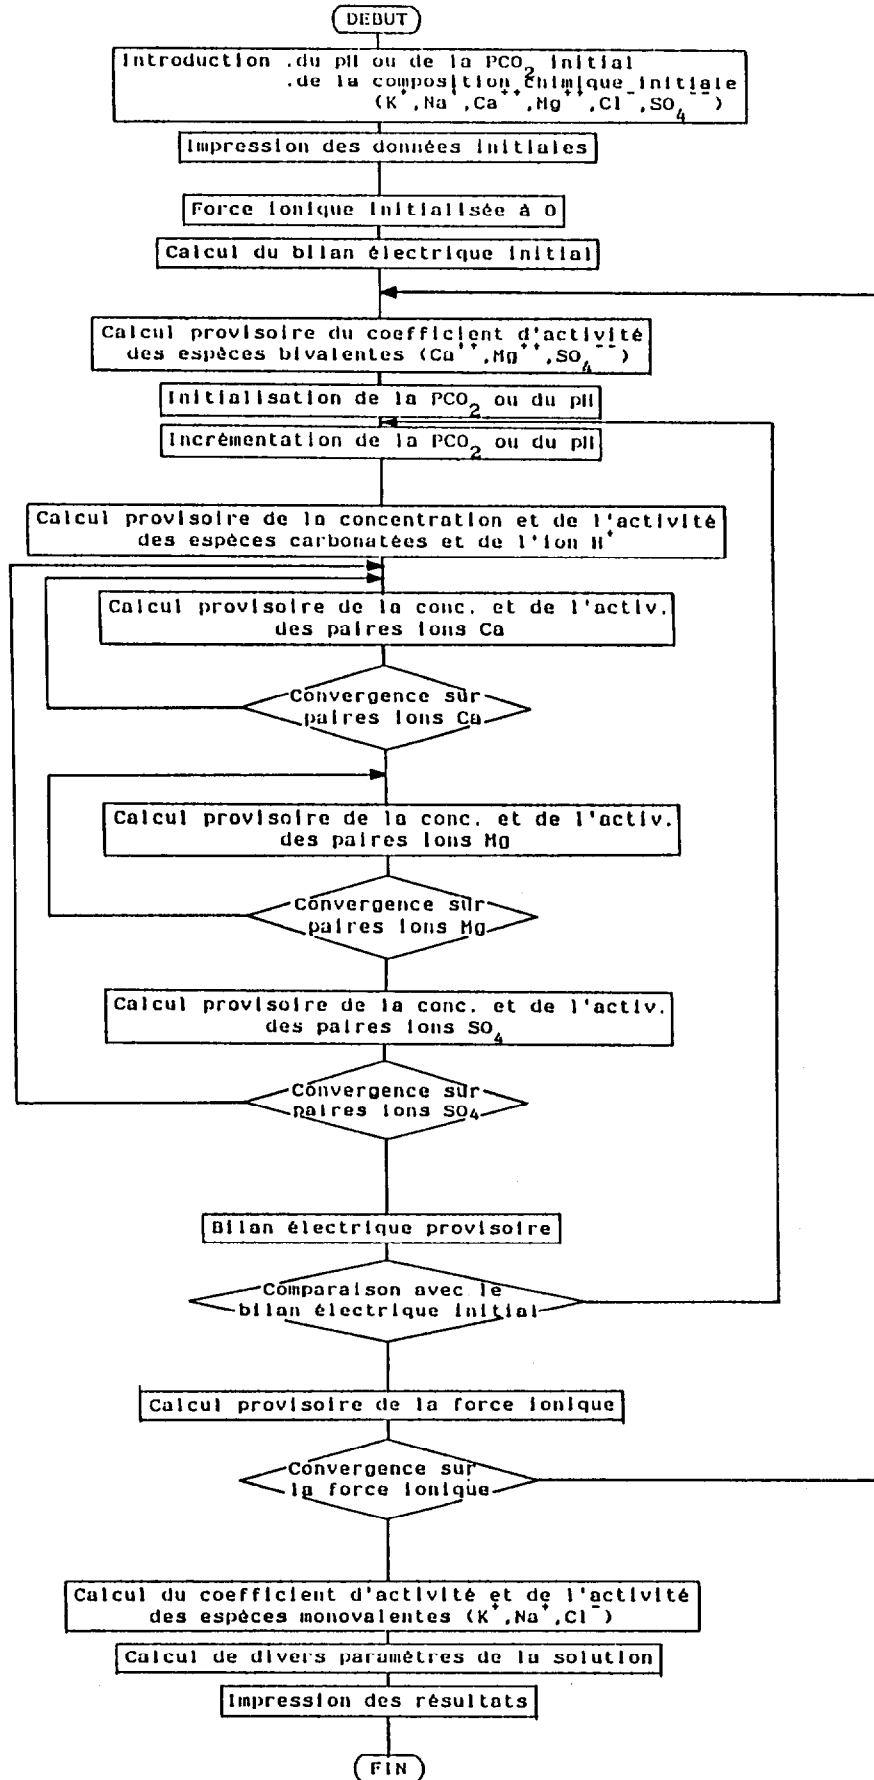 DEBUT
Introduction .du pH ou de la PCO₂ initial
.de la composition chimique initiale
(K⁺,Na⁺,Ca⁺⁺,Mg⁺⁺,Cl⁻,SO₄⁻⁻)
Impression des données initiales
Force ionique initialisée à 0
Calcul du bilan électrique initial
Calcul provisoire du coefficient d'activité
des espèces bivalentes (Ca⁺⁺,Mg⁺⁺,SO₄⁻⁻)
Initialisation de la PCO₂ ou du pH
Incrémentation de la PCO₂ ou du pH
Calcul provisoire de la concentration et de l'activité
des espèces carbonatées et de l'ion H⁺
Calcul provisoire de la conc. et de l'activ.
des paires ions Ca
Convergence sur
paires ions Ca
Calcul provisoire de la conc. et de l'activ.
des paires ions Mg
Convergence sur
paires ions Mg
Calcul provisoire de la conc. et de l'activ.
des paires ions SO₄
Convergence sur
paires ions SO₄
Bilan électrique provisoire
Comparaison avec le
bilan électrique initial
Calcul provisoire de la force ionique
Convergence sur
la force ionique
Calcul du coefficient d'activité et de l'activité
des espèces monovalentes (K⁺,Na⁺,Cl⁻)
Calcul de divers paramètres de la solution
Impression des résultats
FIN